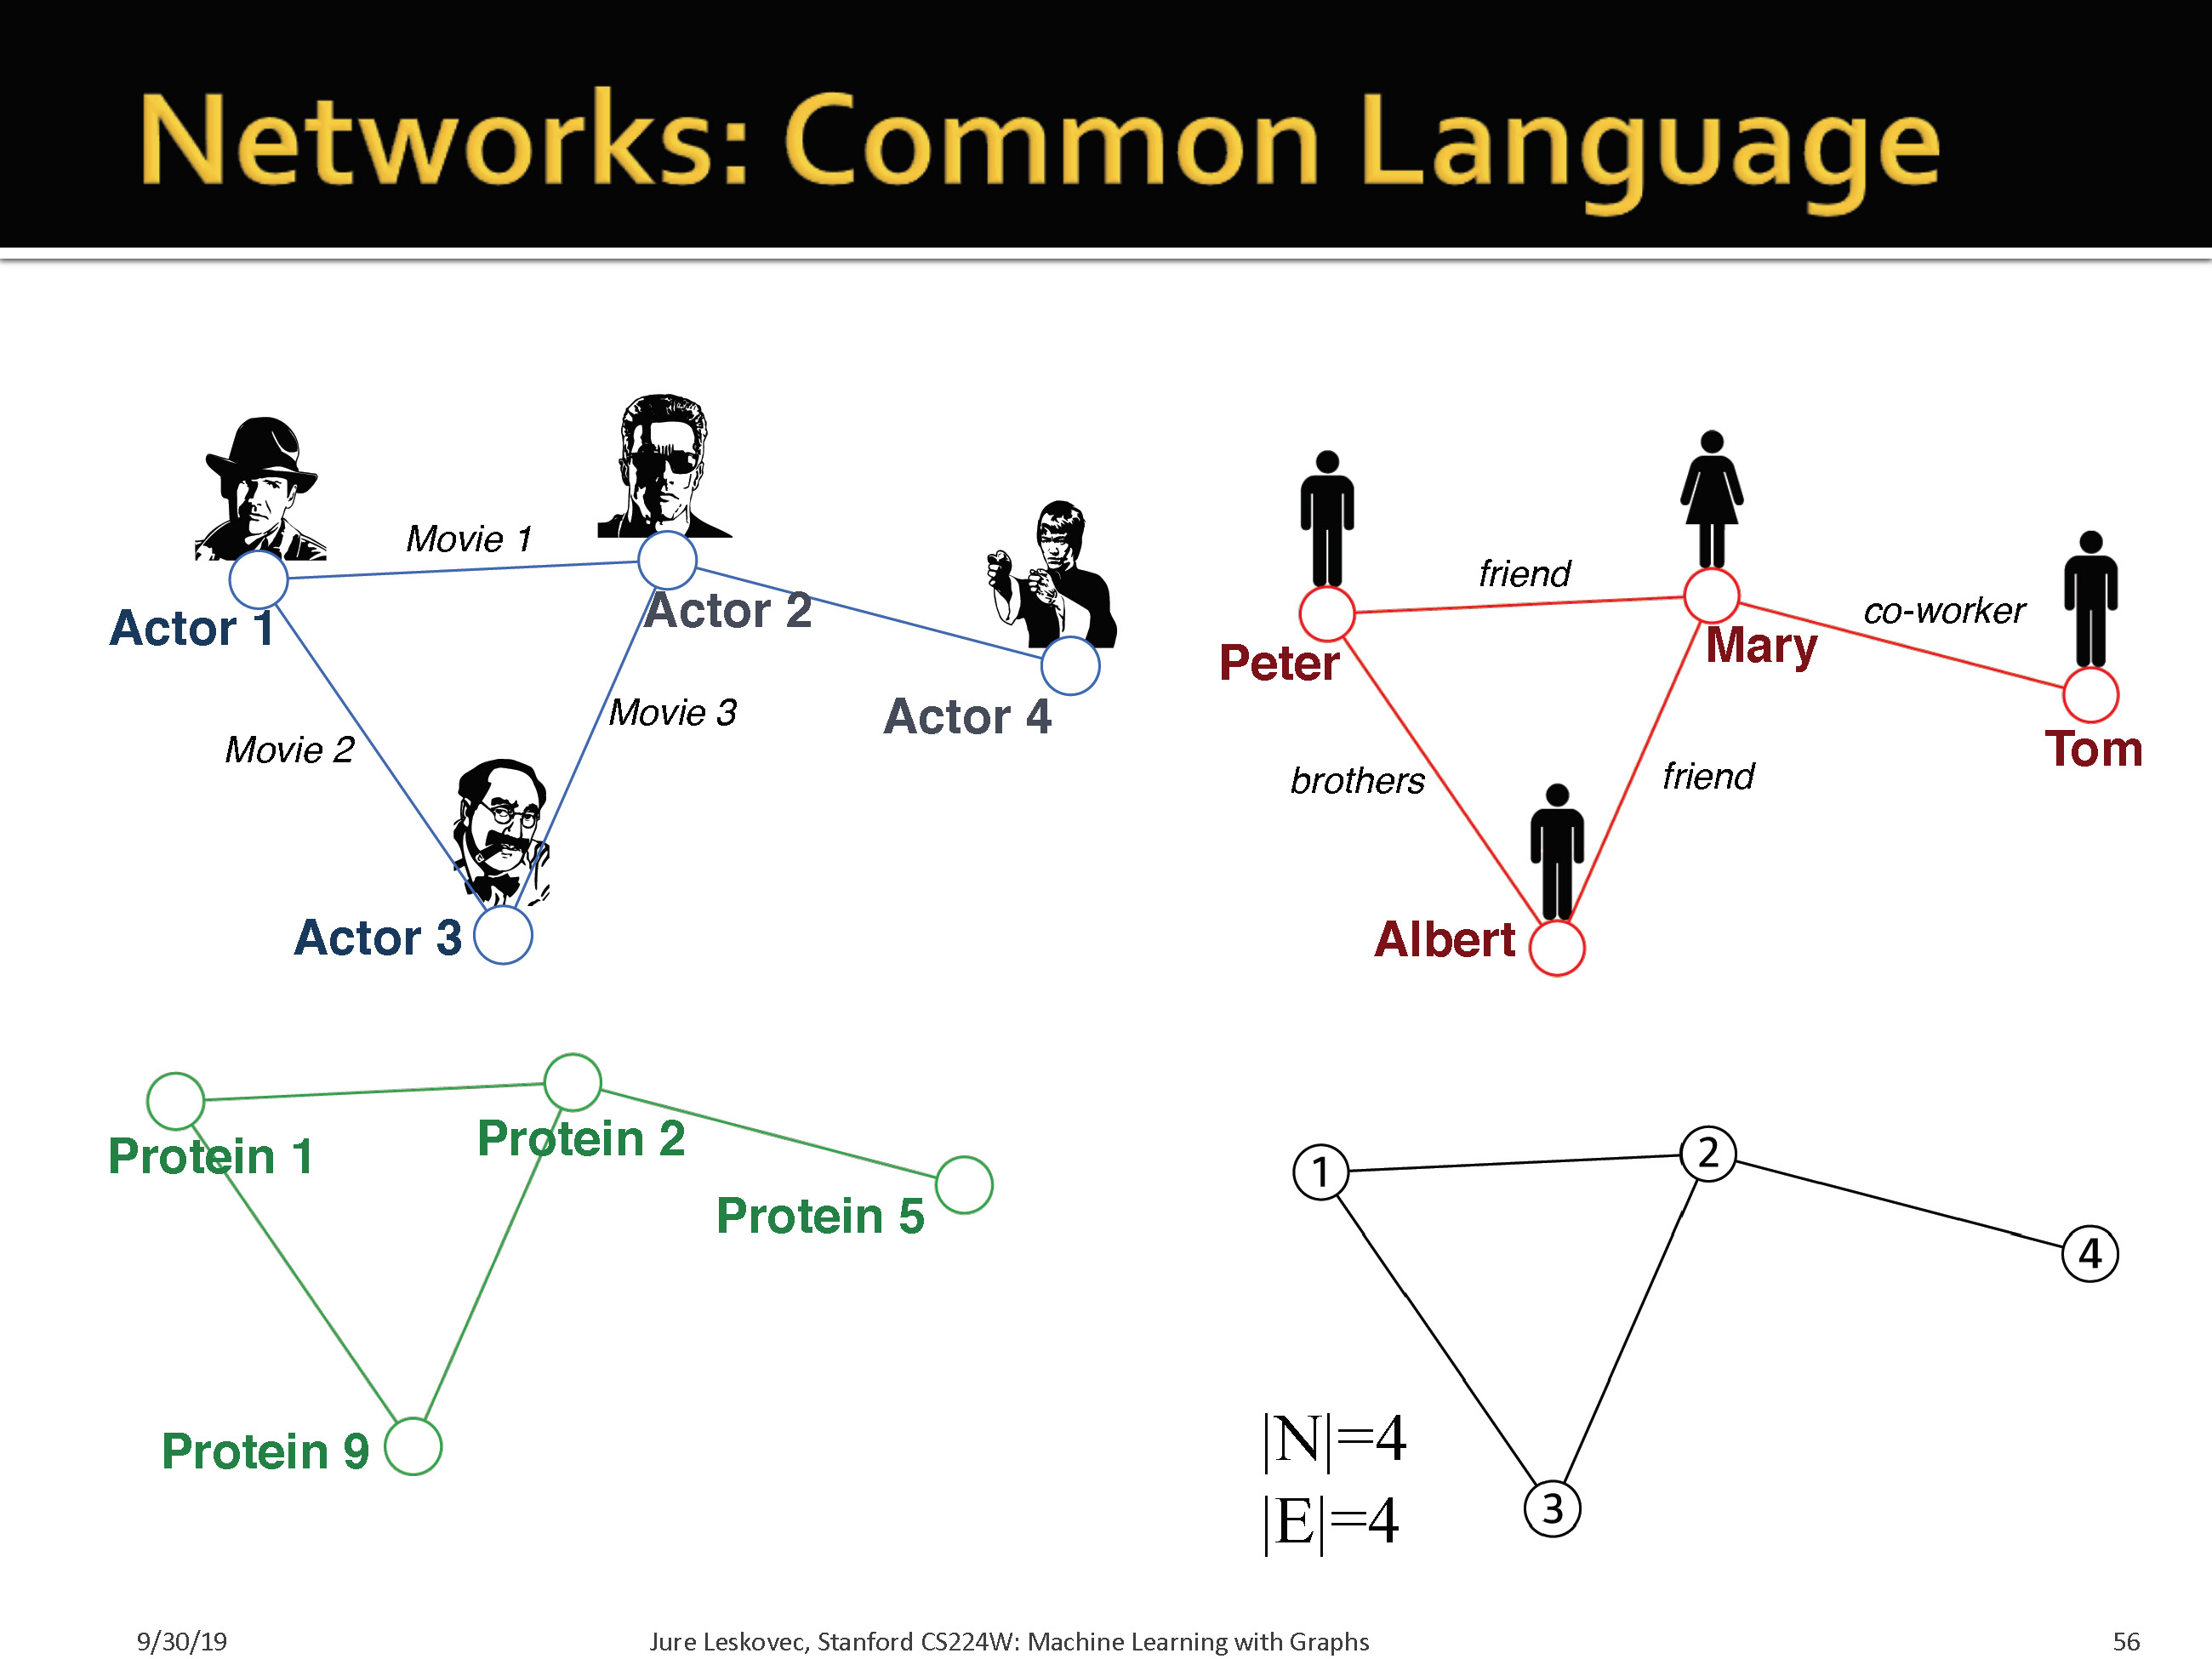 Networks: Common Language
Movie 1
Actor 1
Actor 2
Movie 3
Actor 4
Movie 2
Actor 3
friend
co-worker
Peter
Mary
Tom
brothers
friend
Albert
Protein 1
Protein 2
Protein 5
Protein 9
1
2
4
3
|N|=4
|E|=4
9/30/19
Jure Leskovec, Stanford CS224W: Machine Learning with Graphs
56